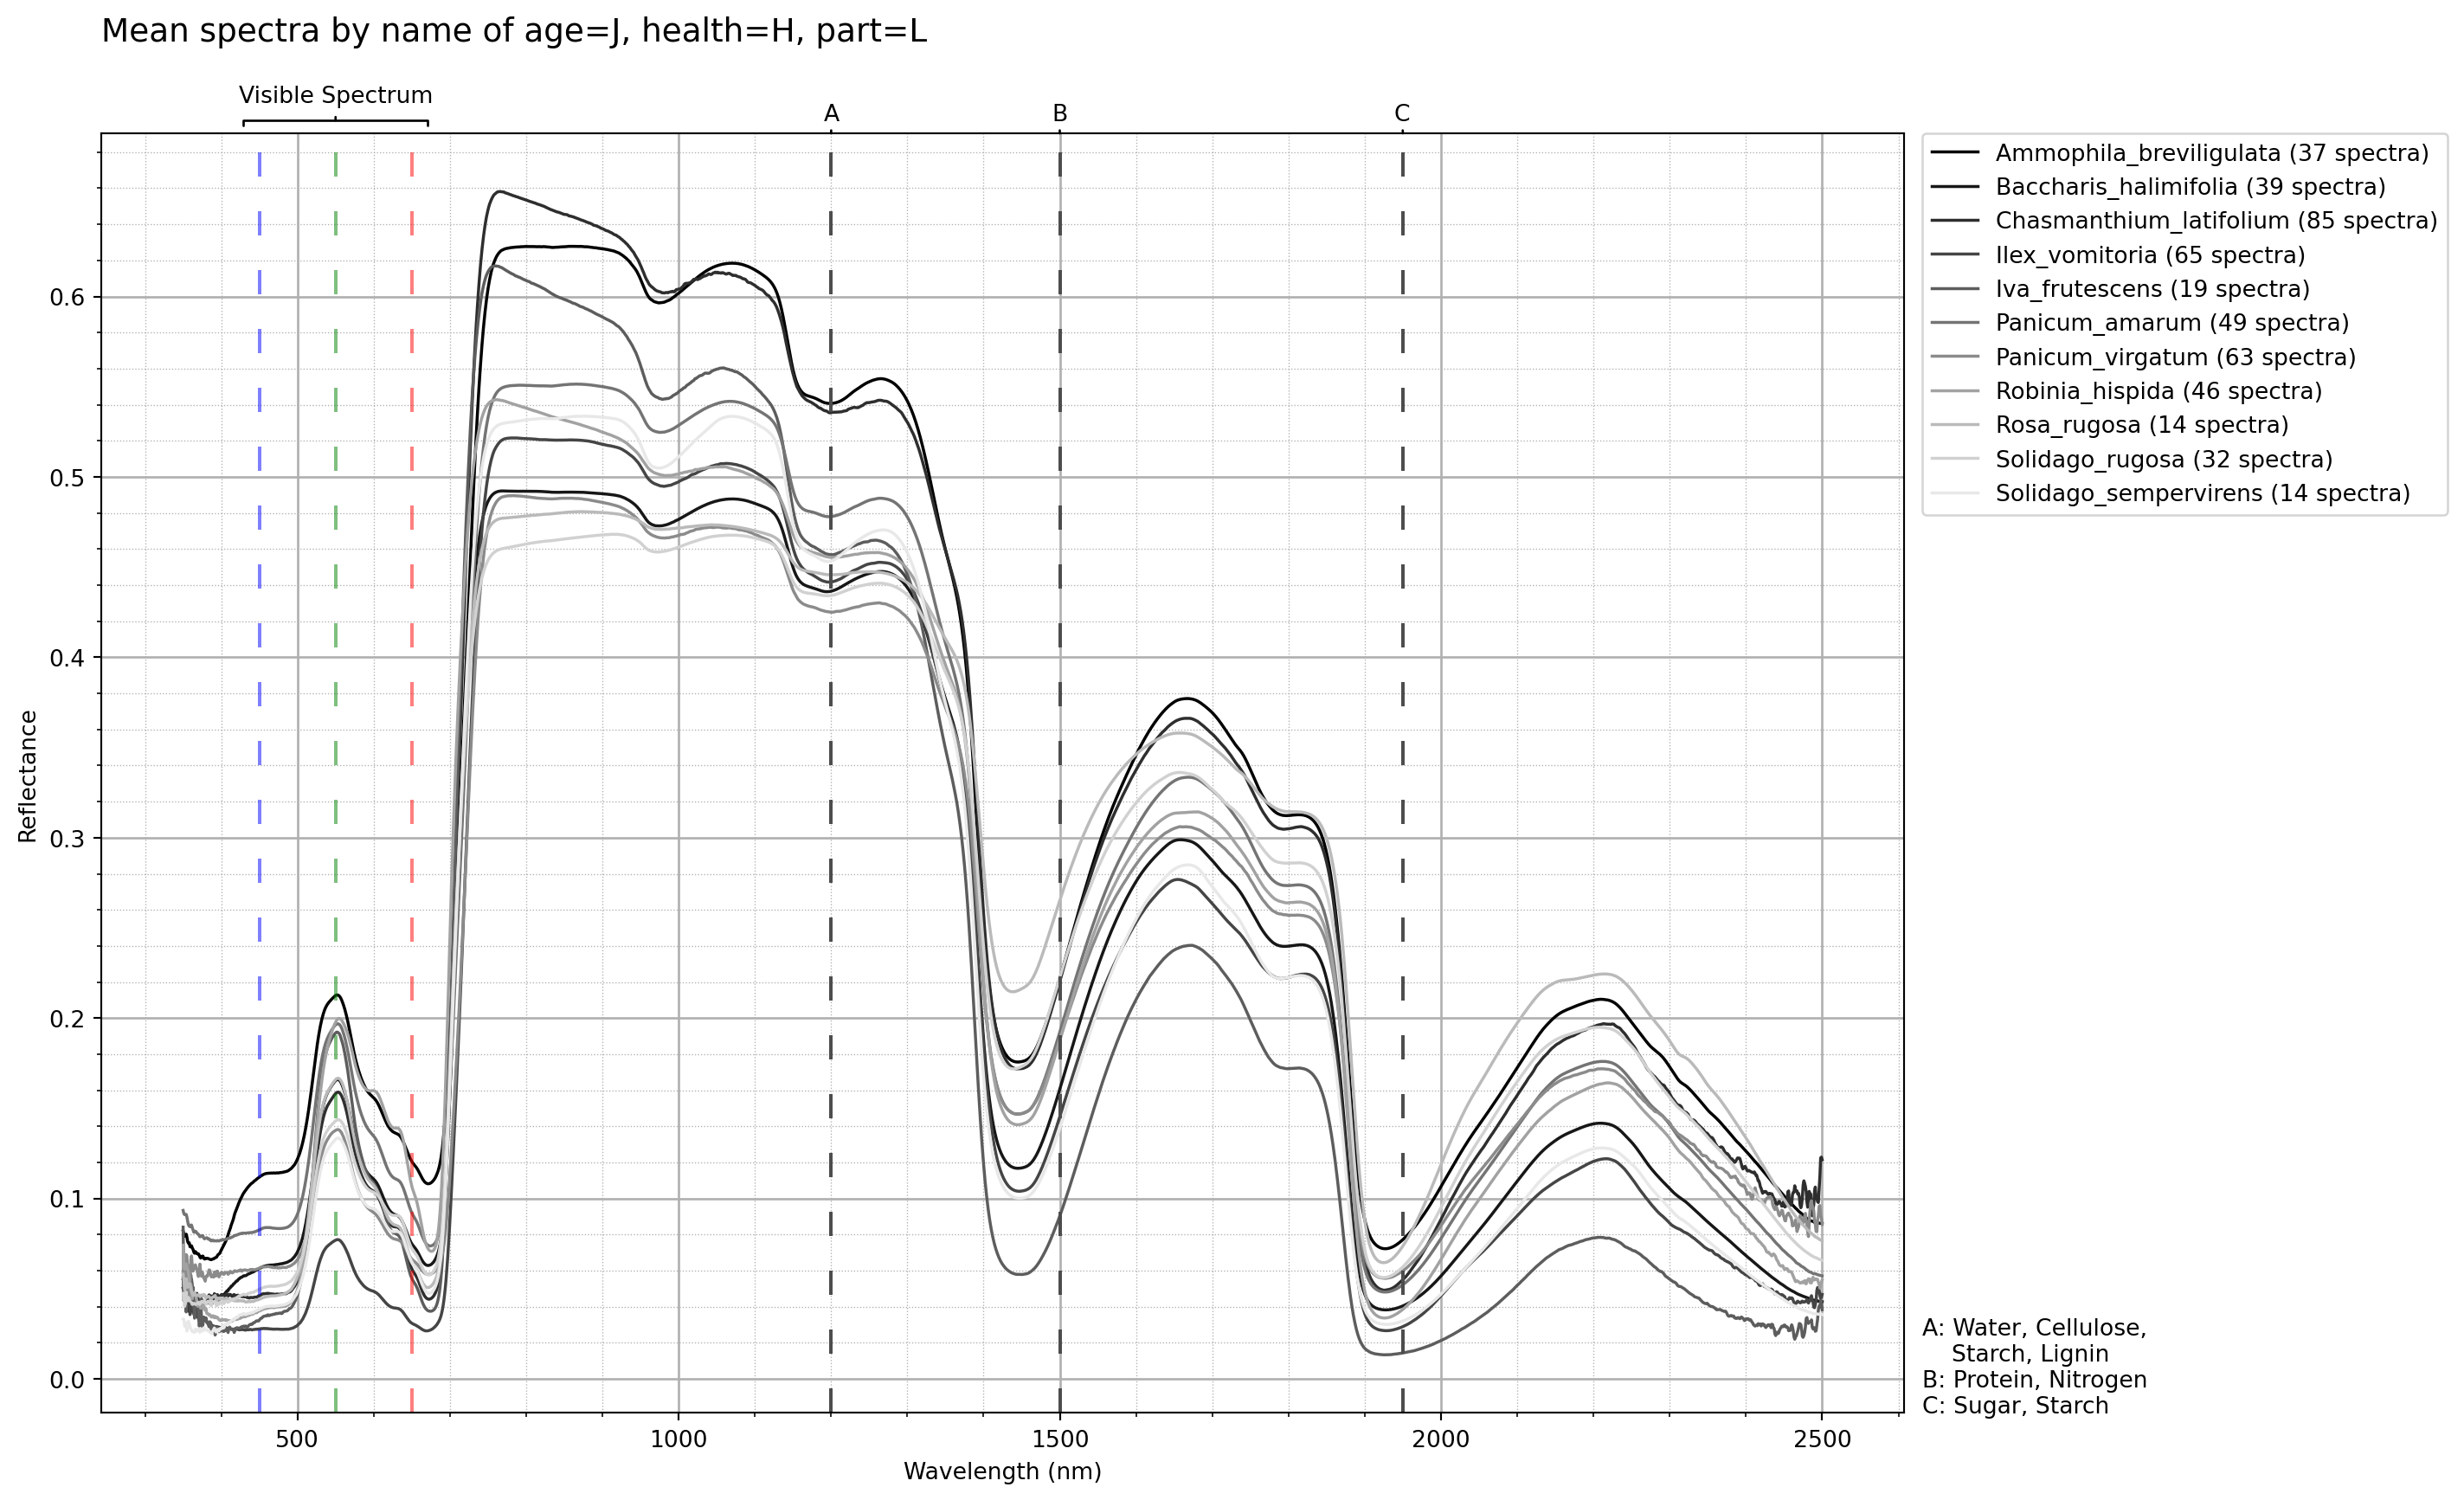 Mean spectra by name of age=J, health=H, part=L
Visible Spectrum
A
B
C
Ammophila_breviligulata (37 spectra)
Baccharis_halimifolia (39 spectra)
Chasmanthium_latifolium (85 spectra)
Ilex_vomitoria (65 spectra)
Iva_frutescens (19 spectra)
Panicum_amarum (49 spectra)
Panicum_virgatum (63 spectra)
Robinia_hispida (46 spectra)
Rosa_rugosa (14 spectra)
Solidago_rugosa (32 spectra)
Solidago_sempervirens (14 spectra)
0.6
0.5
0.4
0.3
0.2
0.1
0.0
Reflectance
500
1000
1500
2000
2500
Wavelength (nm)
A: Water, Cellulose,
Starch, Lignin
B: Protein, Nitrogen
C: Sugar, Starch